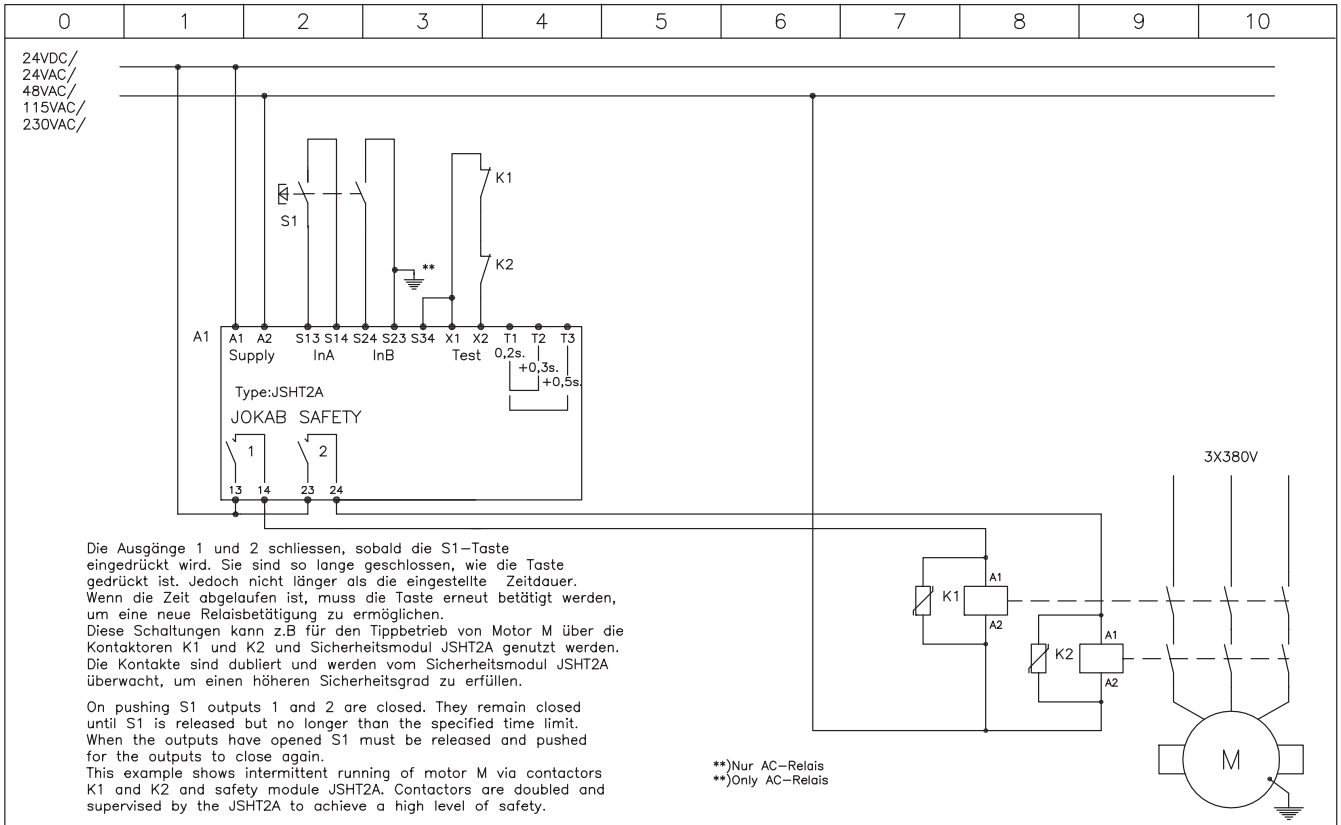 0 1 2 3 4 5 6 7 8 9 10
24VDC/
24VAC/
48VAC/
115VAC/
230VAC/
K1
S1
K2
**
A1 A1 A2 S13 S14 S24 S23 S34 X1 X2 T1 T2 T3
Supply InA InB Test 0,2s.
+0,3s.
+0,5s.
Type:JSHT2A
JOKAB SAFETY
1 2
13 14 23 24
3X380V
Die Ausgänge 1 und 2 schliessen, sobald die S1-Taste
eingedrückt wird. Sie sind so lange geschlossen, wie die Taste
gedrückt ist. Jedoch nicht länger als die eingestellte Zeitdauer.
Wenn die Zeit abgelaufen ist, muss die Taste erneut betätigt werden,
um eine neue Relaisbetätigung zu ermöglichen.
Diese Schaltungen kann z.B für den Tippbetrieb von Motor M über die
Kontaktoren K1 und K2 und Sicherheitsmodul JSHT2A genutzt werden.
Die Kontakte sind dubliert und werden vom Sicherheitsmodul JSHT2A
überwacht, um einen höheren Sicherheitsgrad zu erfüllen.
On pushing S1 outputs 1 and 2 are closed. They remain closed
until S1 is released but no longer than the specified time limit.
When the outputs have opened S1 must be released and pushed
for the outputs to close again.
This example shows intermittent running of motor M via contactors
K1 and K2 and safety module JSHT2A. Contactors are doubled and
supervised by the JSHT2A to achieve a high level of safety.
A1
K1
A2
A1
K2
A2
M
**)Nur AC-Relais
**)Only AC-Relais